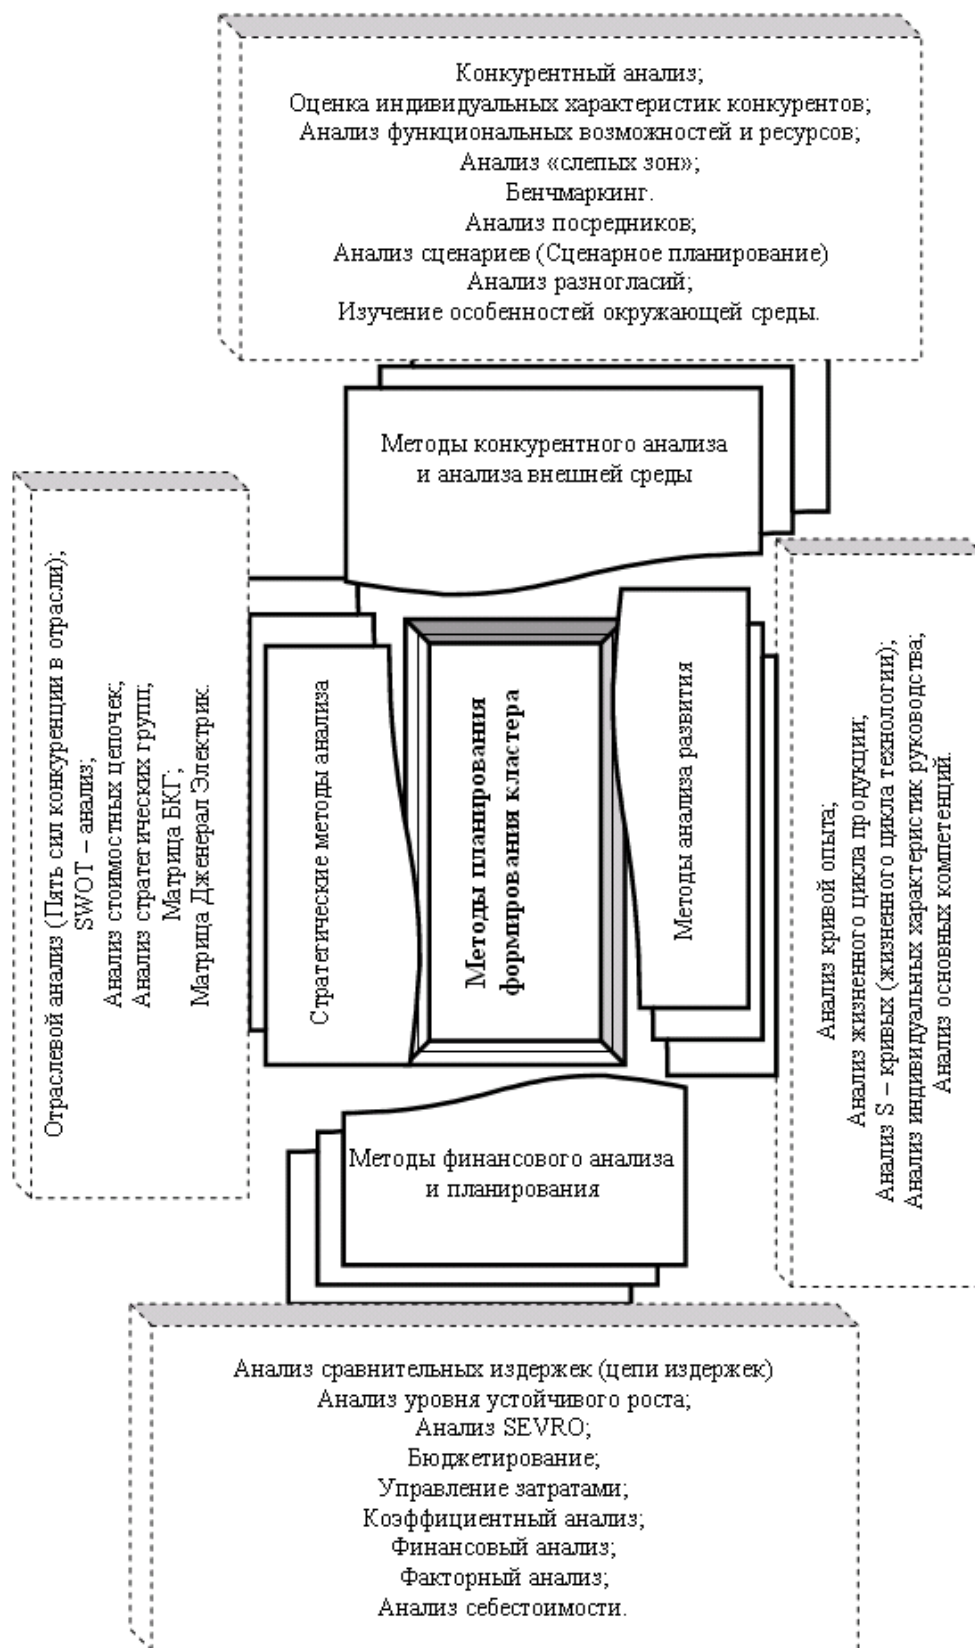 Конкурентный анализ;
Оценка индивидуальных характеристик конкурентов;
Анализ функциональных возможностей и ресурсов;
Анализ «слепых зон»;
Бенчмаркинг.
Анализ посредников;
Анализ сценариев (Сценарное планирование)
Анализ разногласий;
Изучение особенностей окружающей среды.
Методы конкурентного анализа
и анализа внешней среды
Отраслевой анализ (Пять сил конкуренции в отрасли);
SWOT – анализ;
Анализ стоимостных цепочек;
Анализ стратегических групп;
Матрица БКГ;
Матрица Дженерал Электрик.
Стратегические методы анализа
Методы планирования
формирования кластера
Методы анализа развития
Анализ кривой опыта;
Анализ жизненного цикла продукции;
Анализ S – кривых (жизненного цикла технологии);
Анализ индивидуальных характеристик руководства;
Анализ основных компетенций.
Методы финансового анализа
и планирования
Анализ сравнительных издержек (цепи издержек)
Анализ уровня устойчивого роста;
Анализ SEVRO;
Бюджетирование;
Управление затратами;
Коэффициентный анализ;
Финансовый анализ;
Факторный анализ;
Анализ себестоимости.